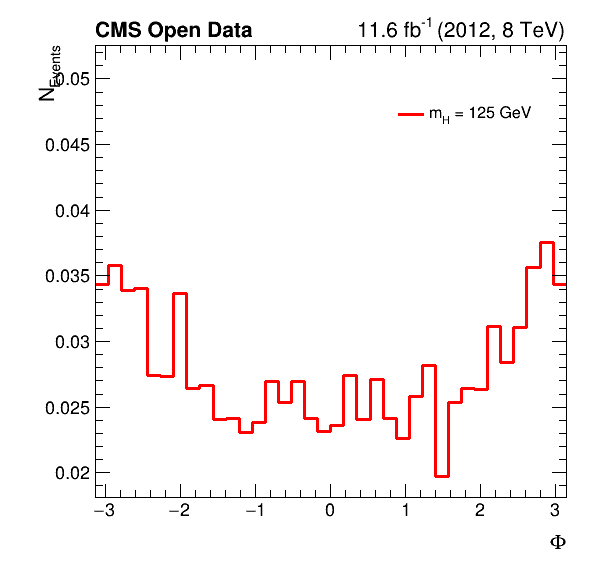 CMS Open Data
11.6 fb⁻¹ (2012, 8 TeV)
N_Events
0.05
0.045
0.04
0.035
0.03
0.025
0.02
m_H = 125 GeV
−3 −2 −1 0 1 2 3
Φ